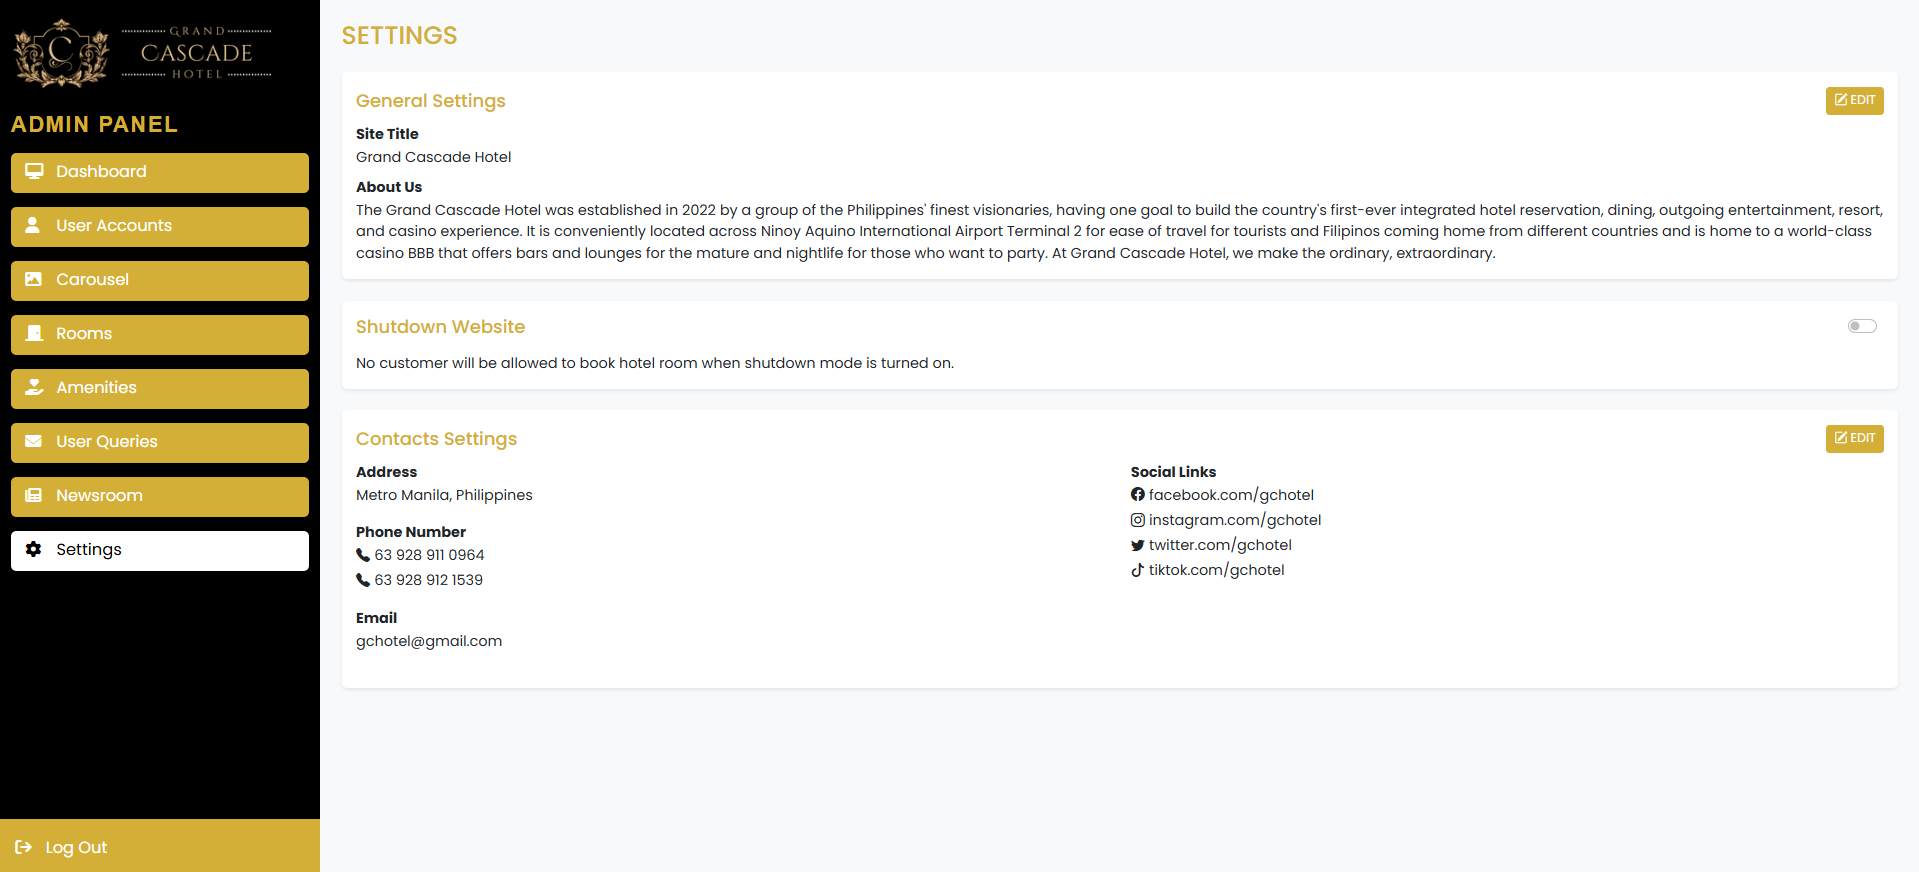 GRAND
CASCADE
HOTEL
ADMIN PANEL
Dashboard
User Accounts
Carousel
Rooms
Amenities
User Queries
Newsroom
Settings
Log Out
SETTINGS
General Settings
EDIT
Site Title
Grand Cascade Hotel
About Us
The Grand Cascade Hotel was established in 2022 by a group of the Philippines' finest visionaries, having one goal to build the country's first-ever integrated hotel reservation, dining, outgoing entertainment, resort,
and casino experience. It is conveniently located across Ninoy Aquino International Airport Terminal 2 for ease of travel for tourists and Filipinos coming home from different countries and is home to a world-class
casino BBB that offers bars and lounges for the mature and nightlife for those who want to party. At Grand Cascade Hotel, we make the ordinary, extraordinary.
Shutdown Website
No customer will be allowed to book hotel room when shutdown mode is turned on.
Contacts Settings
EDIT
Address
Metro Manila, Philippines
Phone Number
63 928 911 0964
63 928 912 1539
Email
gchotel@gmail.com
Social Links
facebook.com/gchotel
instagram.com/gchotel
twitter.com/gchotel
tiktok.com/gchotel